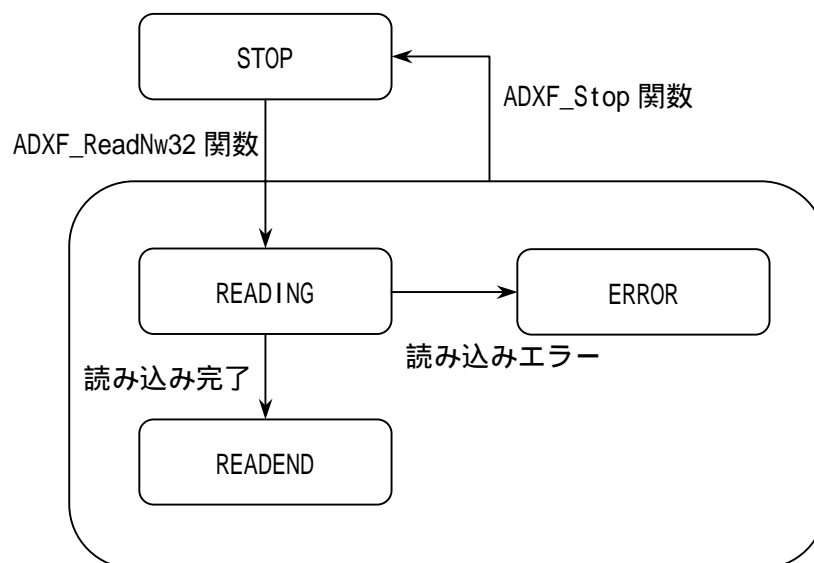 STOP
ADXF_Stop 関数
ADXF_ReadNw32 関数
READING
ERROR
読み込みエラー
読み込み完了
READEND